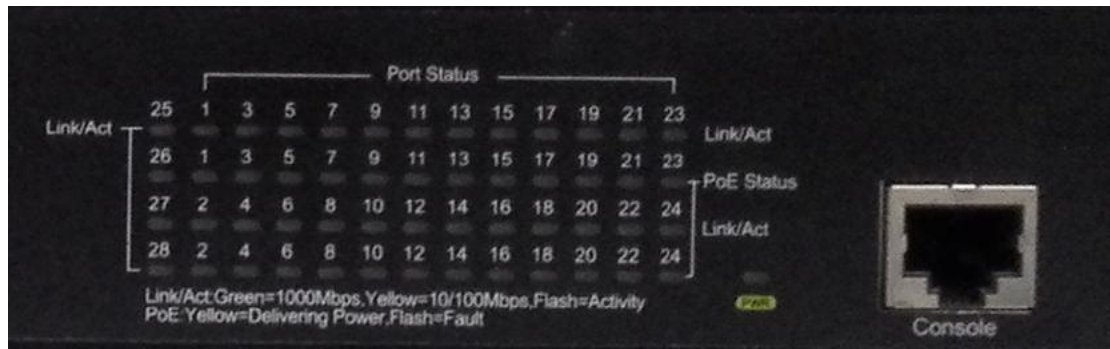 Port Status
25 1 3 5 7 9 11 13 15 17 19 21 23
Link/Act
Link/Act
26 1 3 5 7 9 11 13 15 17 19 21 23
PoE Status
27 2 4 6 8 10 12 14 16 18 20 22 24
Link/Act
28 2 4 6 8 10 12 14 16 18 20 22 24
Link/Act:Green=1000Mbps,Yellow=10/100Mbps,Flash=Activity
PoE:Yellow=Delivering Power,Flash=Fault
PWR
Console